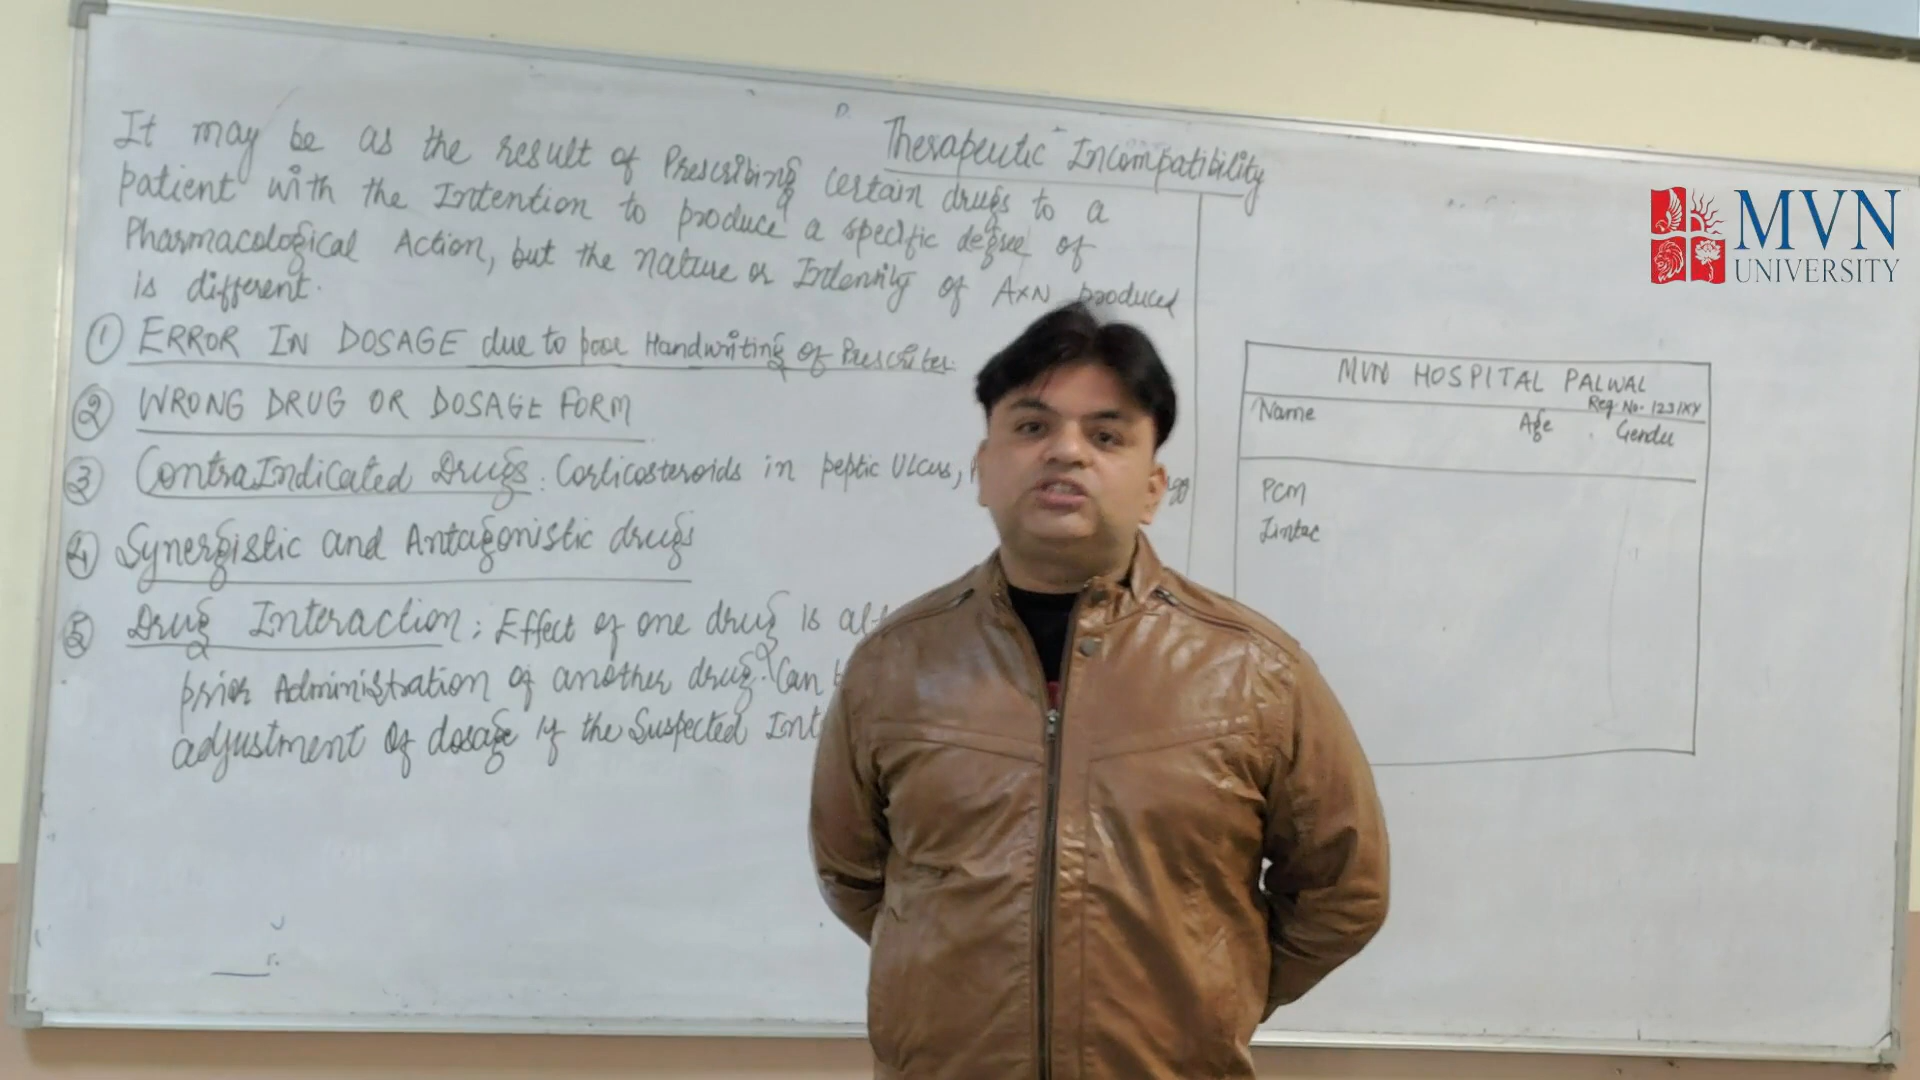 Therapeutic Incompatibility
It may be as the result of Prescribing certain drugs to a
patient with the Intention to produce a specific degree of
Pharmacological Action, but the nature or Intensity of AxN produced
is different.
① ERROR IN DOSAGE due to poor Handwriting of Prescriber.
② WRONG DRUG OR DOSAGE FORM
③ ContraIndicated Drugs: Corticosteroids in peptic Ulcers,
④ Synergistic and Antagonistic drugs
⑤ Drug Interaction: Effect of one drug is
prior Administration of another drug. Can
adjustment of dosage if the Suspected
MVN HOSPITAL PALWAL
Reg No. 123/XY
Name Age Gender
PCM
MVN
UNIVERSITY